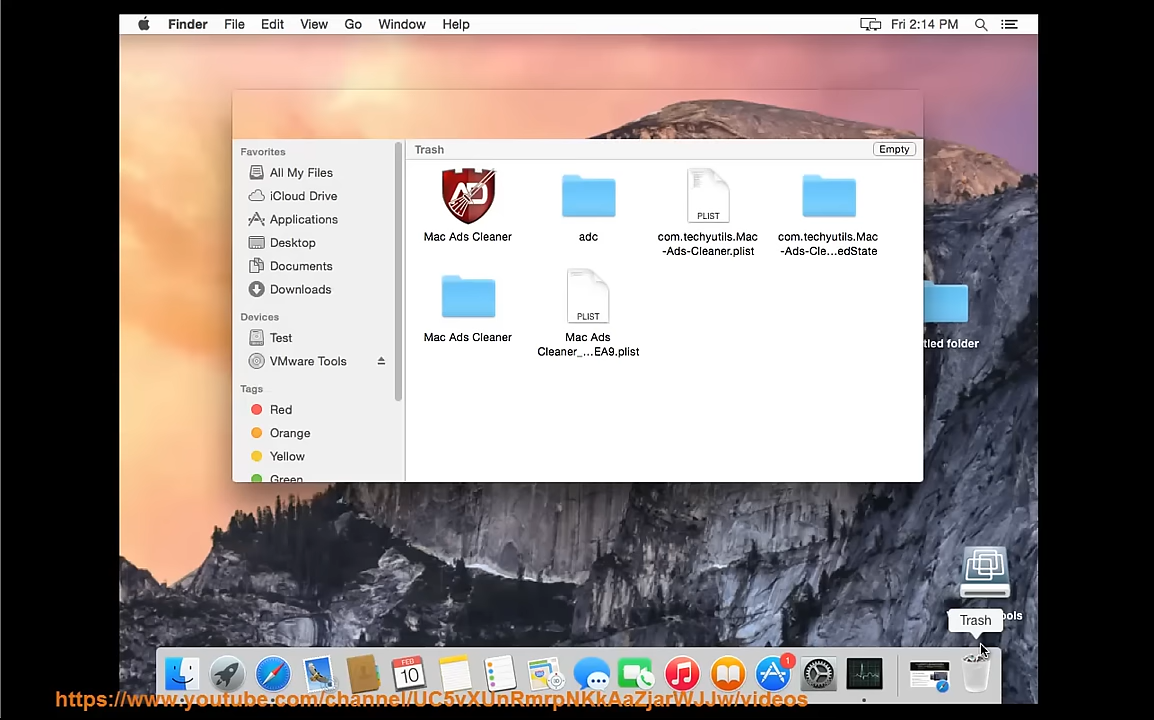 Finder File Edit View Go Window Help Fri 2:14 PM
Favorites
All My Files
iCloud Drive
Applications
Desktop
Documents
Downloads
Devices
Test
VMware Tools
Tags
Red
Orange
Yellow
Green
Trash Empty
AD
PLIST
Mac Ads Cleaner
adc
com.techyutils.Mac
-Ads-Cleaner.plist
com.techyutils.Mac
-Ads-Cle...edState
PLIST
Mac Ads Cleaner
Mac Ads
Cleaner_...EA9.plist
tled folder
ools
Trash
FEB
10
1
https://www.youtube.com/channel/UC5vXUnRmrpNKkAaZjarWJJw/videos